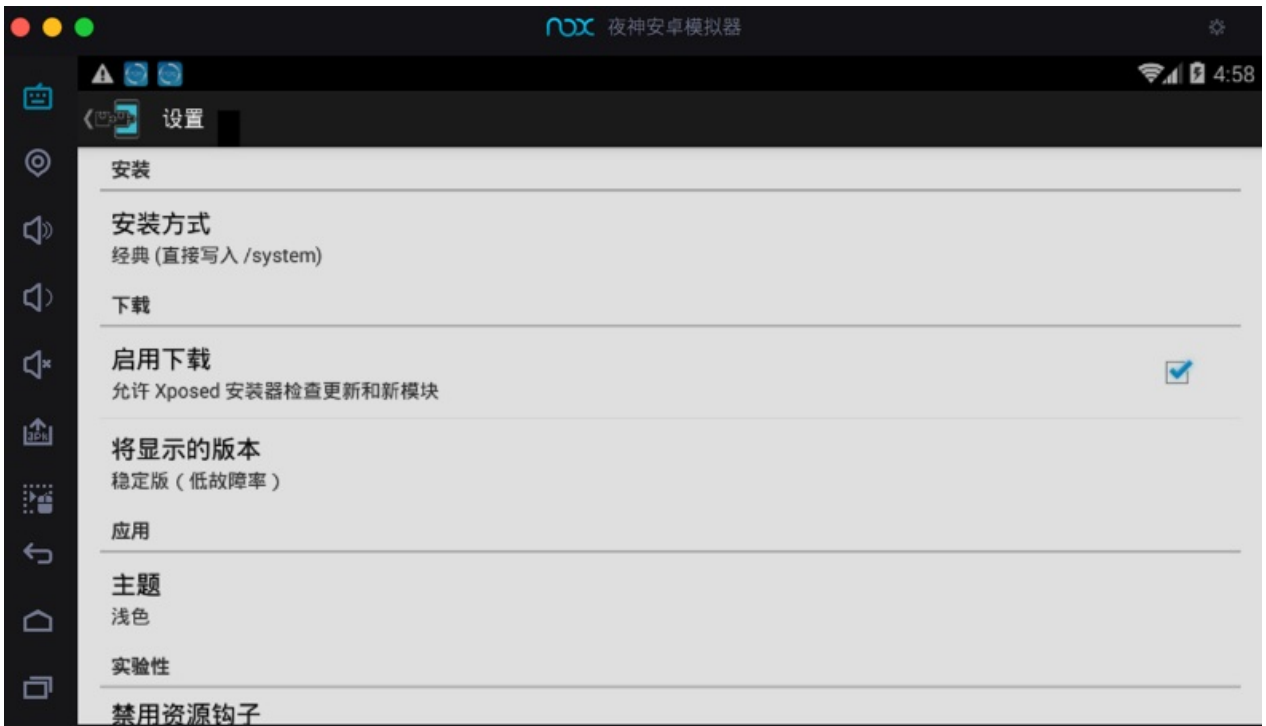 nox 夜神安卓模拟器
4:58
设置
安装
安装方式
经典 (直接写入 /system)
下载
启用下载
允许 Xposed 安装器检查更新和新模块
将显示的版本
稳定版（低故障率）
应用
主题
浅色
实验性
禁用资源钩子